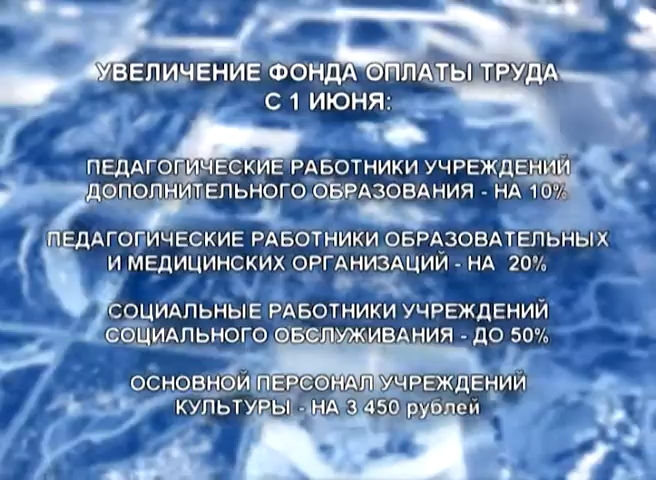 УВЕЛИЧЕНИЕ ФОНДА ОПЛАТЫ ТРУДА
С 1 ИЮНЯ:
ПЕДАГОГИЧЕСКИЕ РАБОТНИКИ УЧРЕЖДЕНИЙ
ДОПОЛНИТЕЛЬНОГО ОБРАЗОВАНИЯ - НА 10%
ПЕДАГОГИЧЕСКИЕ РАБОТНИКИ ОБРАЗОВАТЕЛЬНЫХ
И МЕДИЦИНСКИХ ОРГАНИЗАЦИЙ - НА 20%
СОЦИАЛЬНЫЕ РАБОТНИКИ УЧРЕЖДЕНИЙ
СОЦИАЛЬНОГО ОБСЛУЖИВАНИЯ - ДО 50%
ОСНОВНОЙ ПЕРСОНАЛ УЧРЕЖДЕНИЙ
КУЛЬТУРЫ - НА 3 450 рублей